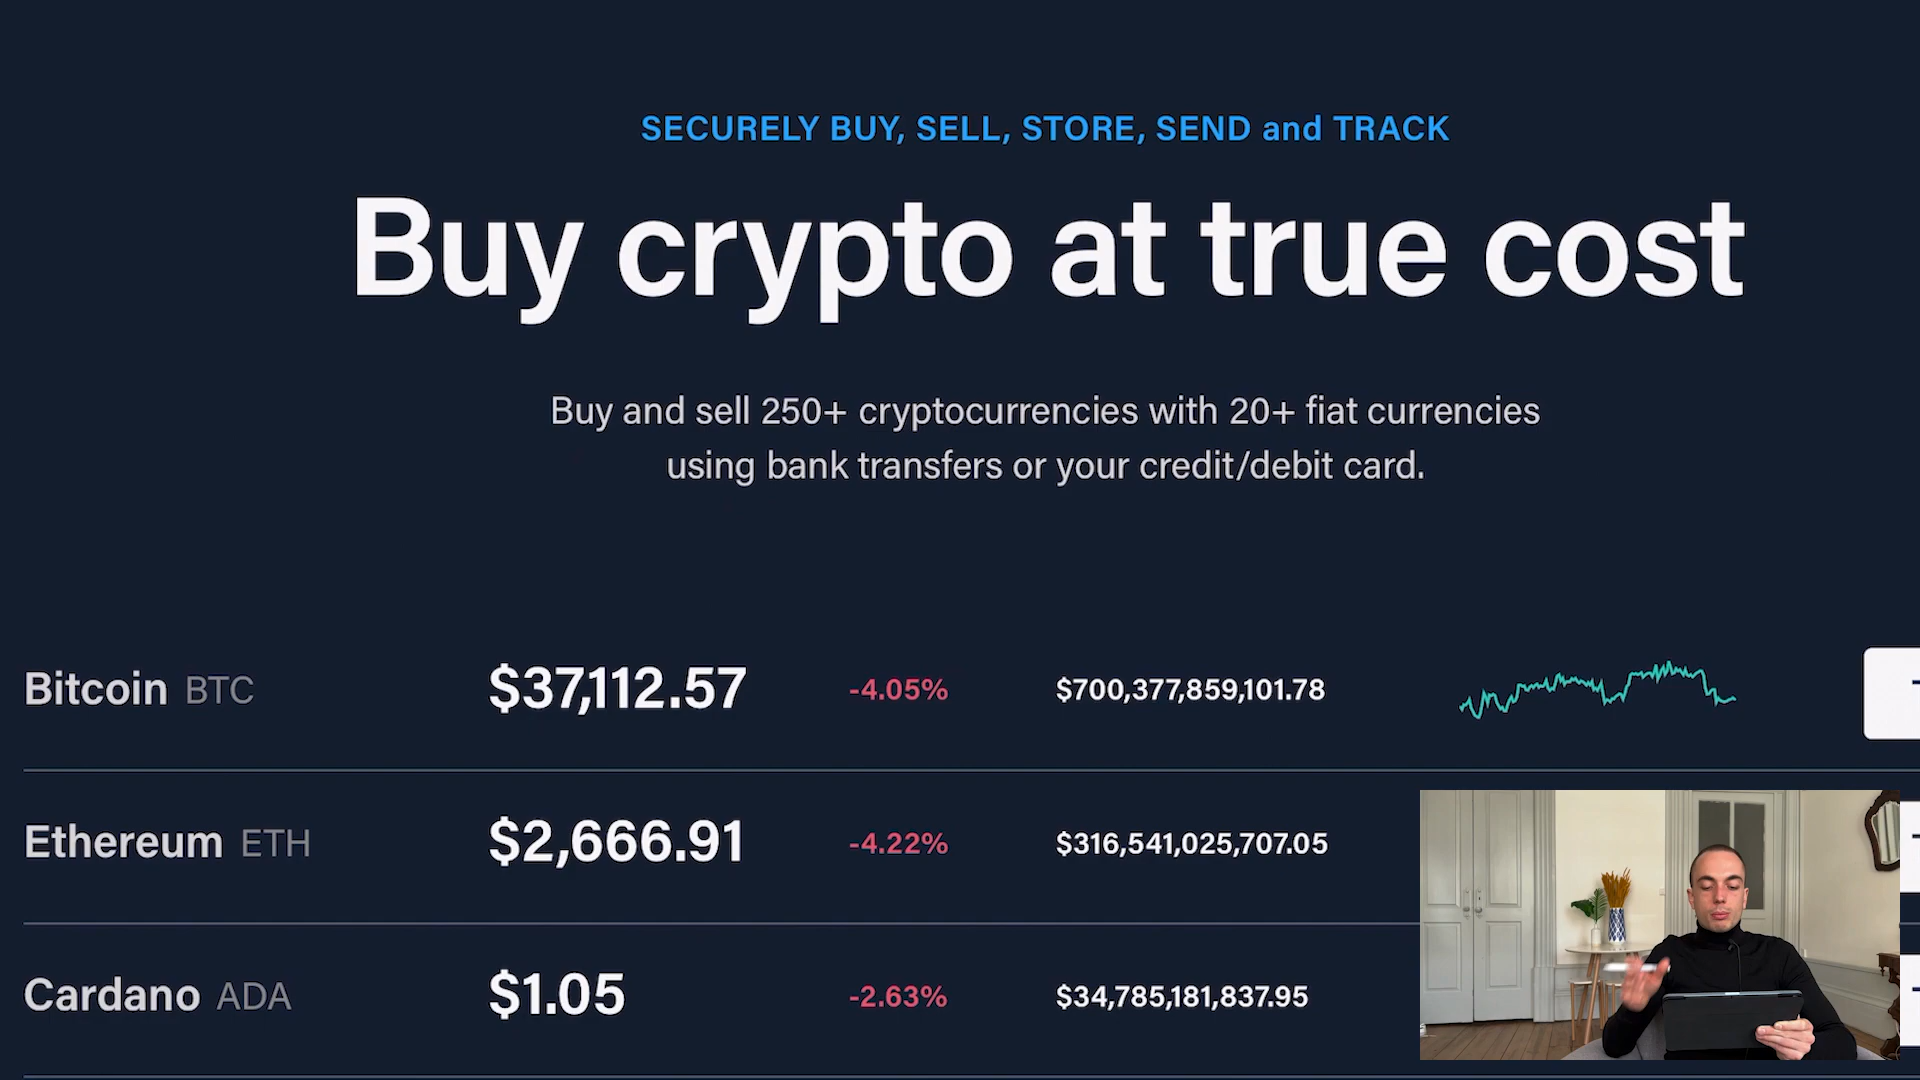 SECURELY BUY, SELL, STORE, SEND and TRACK
Buy crypto at true cost
Buy and sell 250+ cryptocurrencies with 20+ fiat currencies
using bank transfers or your credit/debit card.
Bitcoin BTC $37,112.57 -4.05% $700,377,859,101.78
Ethereum ETH $2,666.91 -4.22% $316,541,025,707.05
Cardano ADA $1.05 -2.63% $34,785,181,837.95